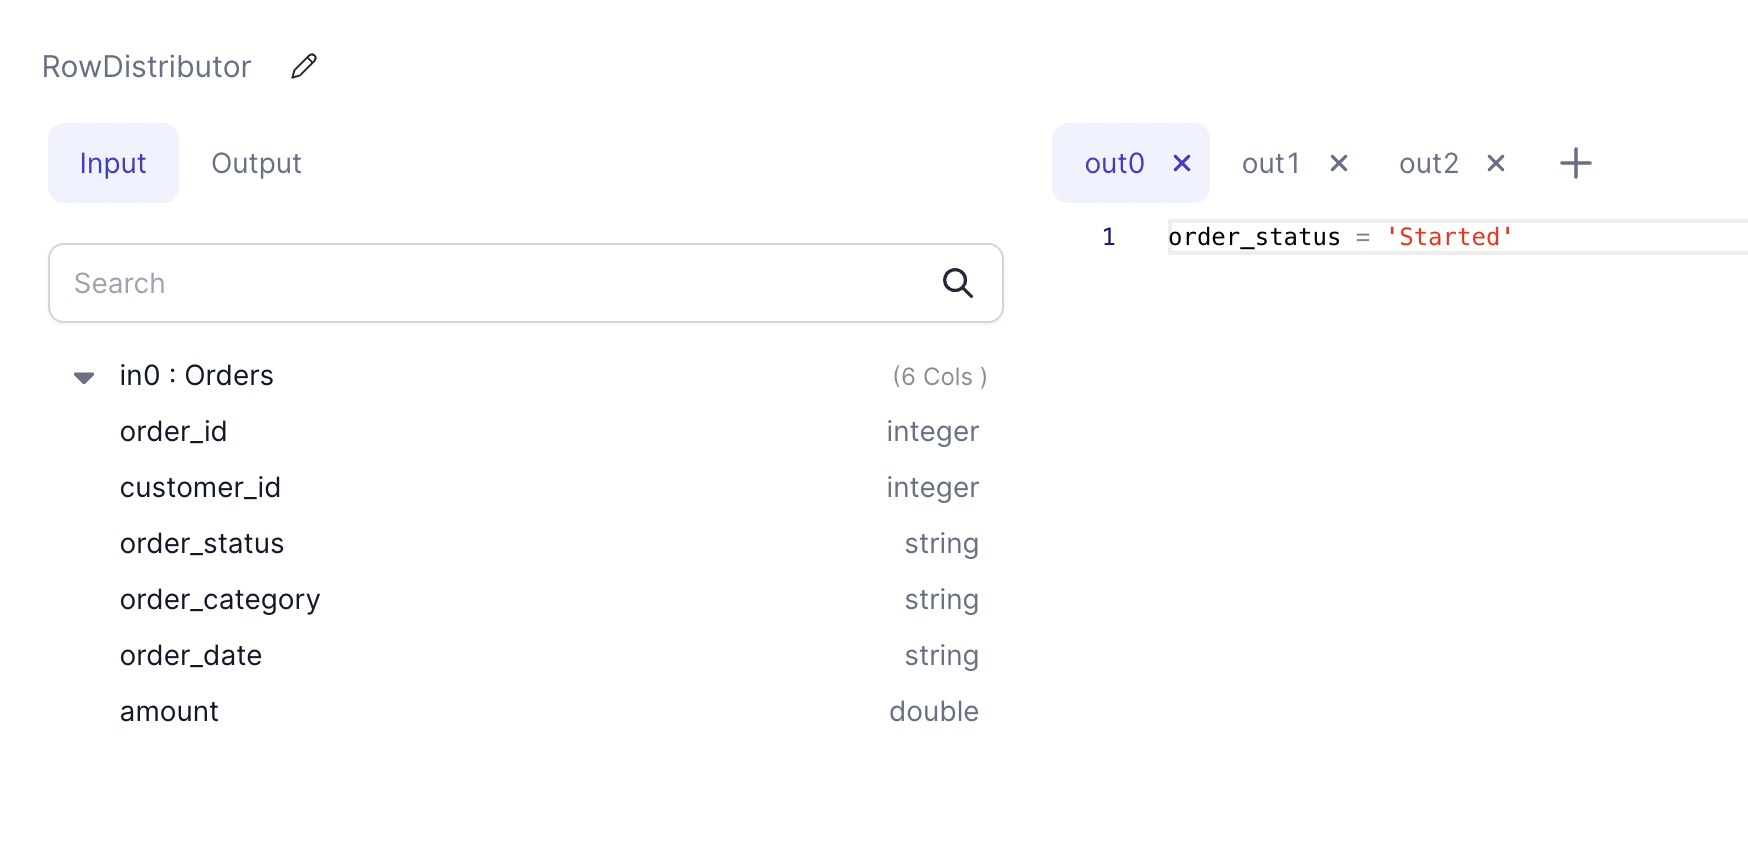 RowDistributor
Input Output
Search
in0 : Orders (6 Cols )
order_id integer
customer_id integer
order_status string
order_category string
order_date string
amount double
out0 out1 out2
1 order_status = 'Started'